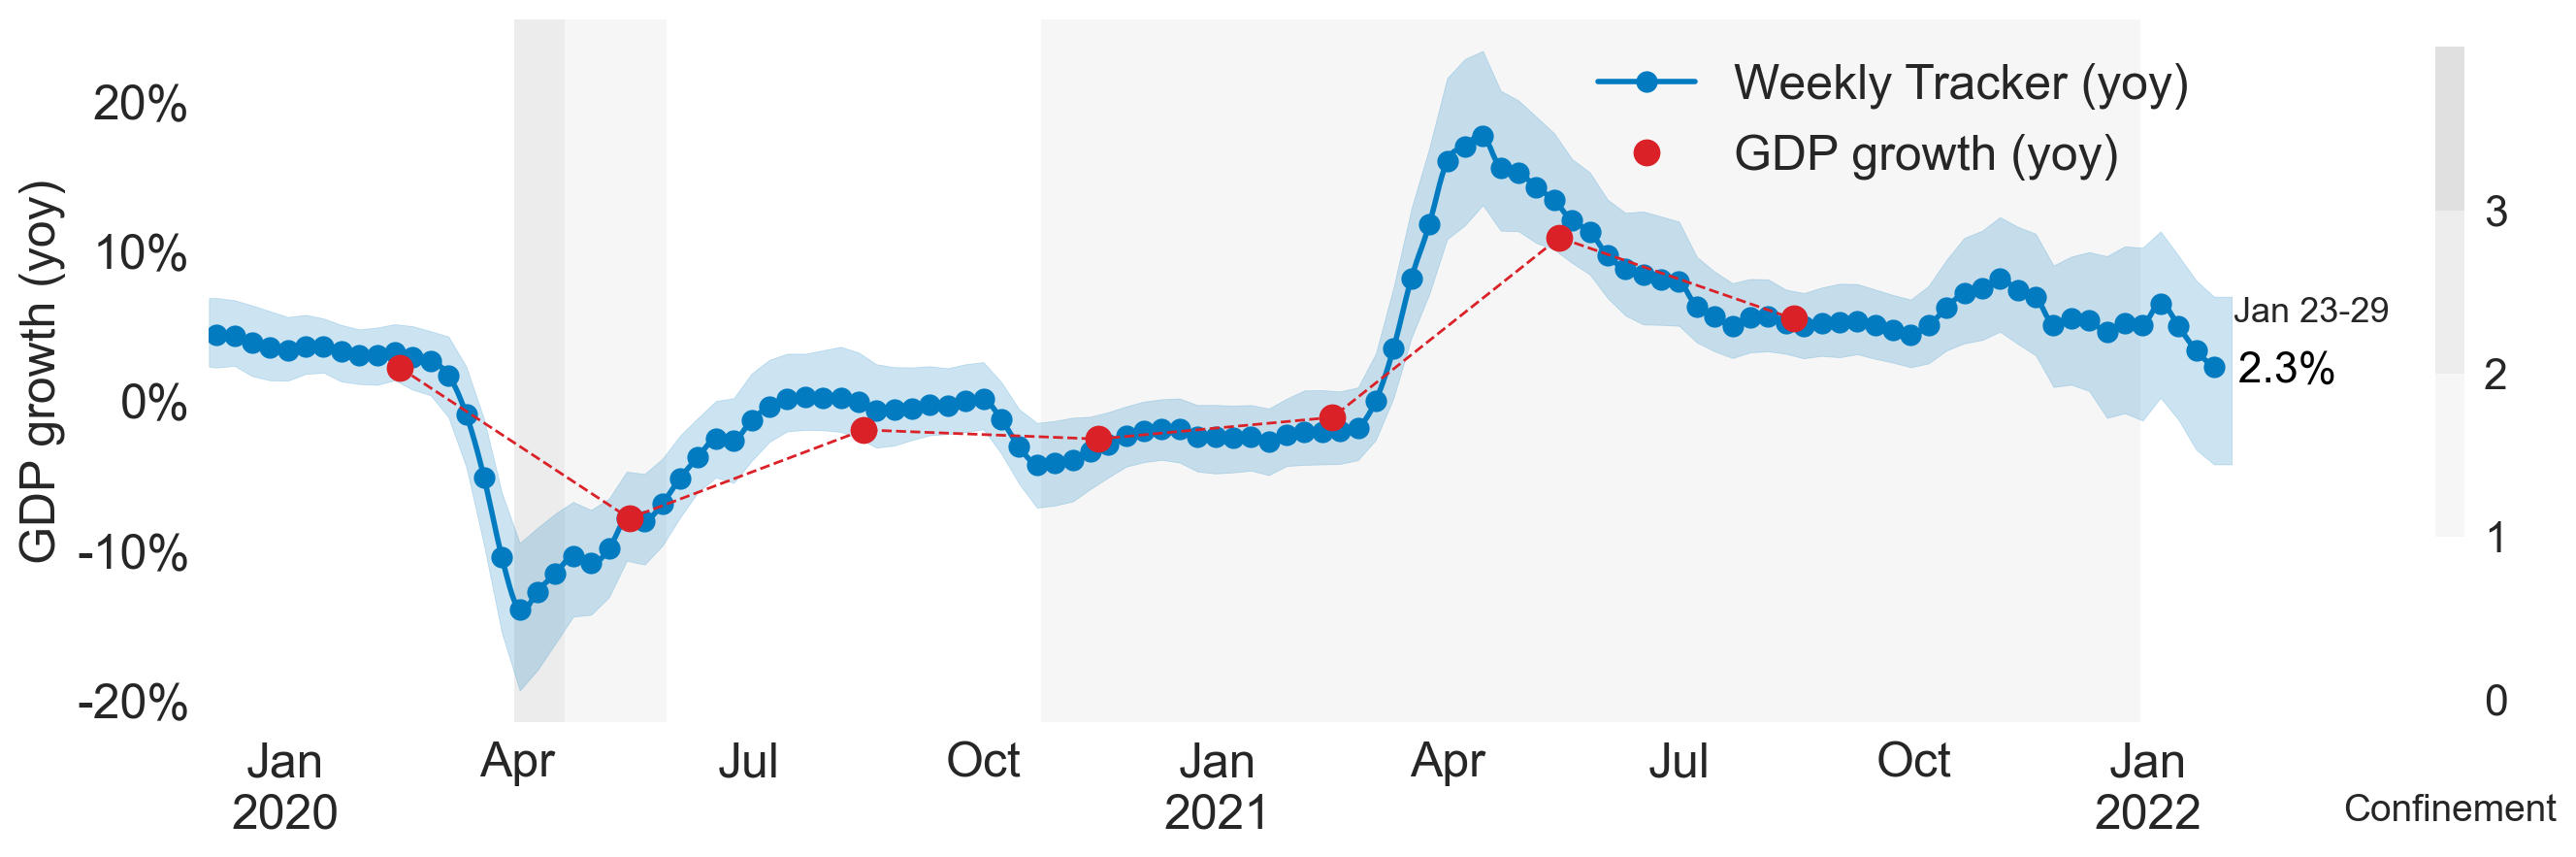 GDP growth (yoy)
20%
10%
0%
-10%
-20%
Weekly Tracker (yoy)
GDP growth (yoy)
Jan 23-29
2.3%
Jan
2020
Apr
Jul
Oct
Jan
2021
Apr
Jul
Oct
Jan
2022
3
2
1
0
Confinement